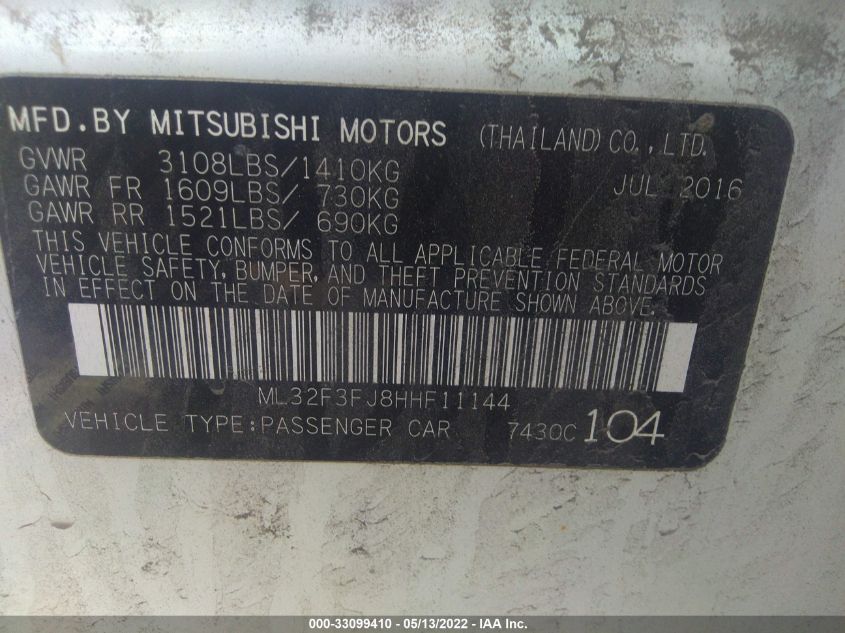 MFD.BY MITSUBISHI MOTORS (THAILAND) CO.,LTD.
GVWR 3108LBS/1410KG JUL 2016
GAWR FR 1609LBS/ 730KG
GAWR RR 1521LBS/ 690KG
THIS VEHICLE CONFORMS TO ALL APPLICABLE FEDERAL MOTOR
VEHICLE SAFETY, BUMPER, AND THEFT PREVENTION STANDARDS
IN EFFECT ON THE DATE OF MANUFACTURE SHOWN ABOVE.
ML32F3FJ8HHF11144
VEHICLE TYPE:PASSENGER CAR 7430C 104
000-33099410 - 05/13/2022 - IAA Inc.